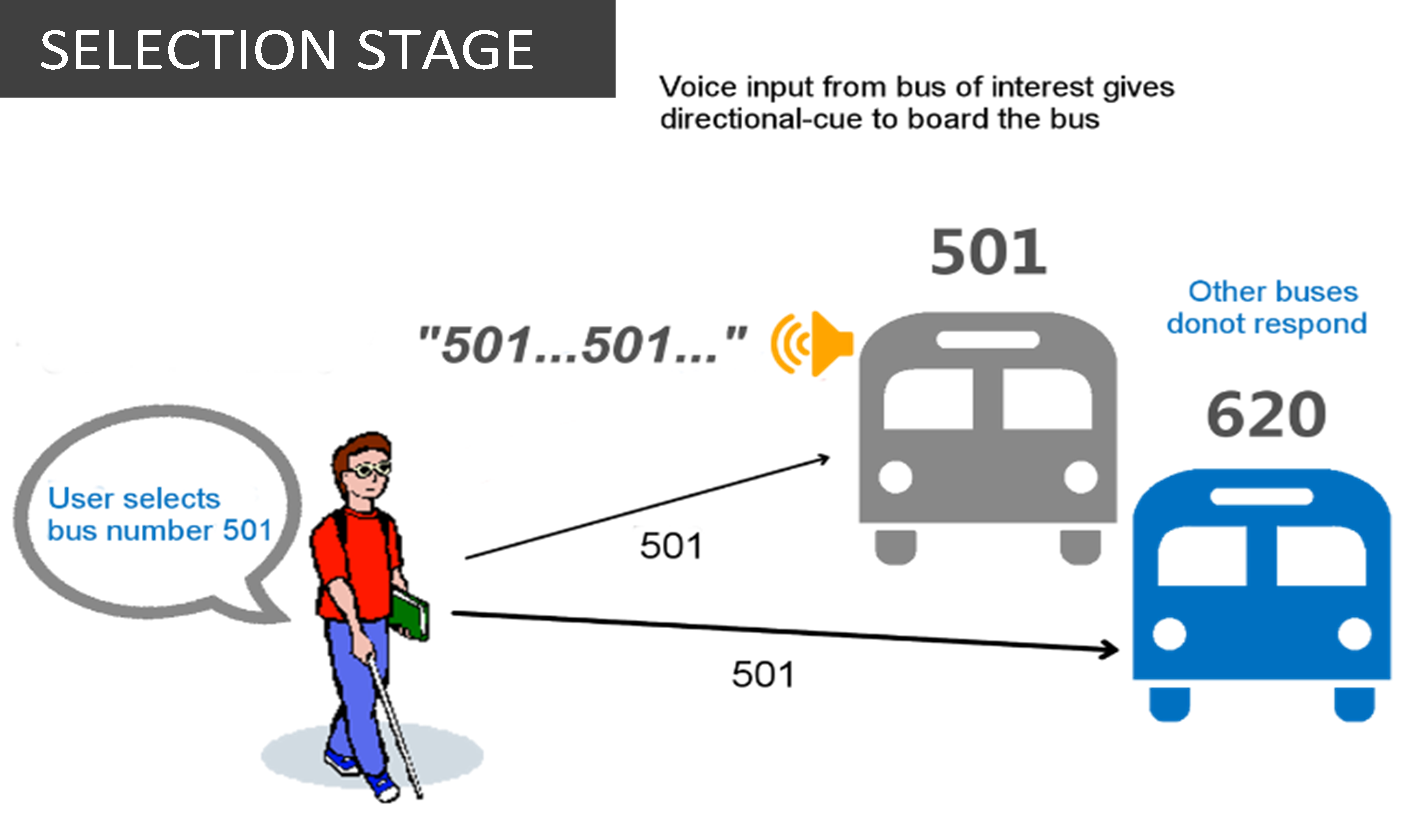 SELECTION STAGE
Voice input from bus of interest gives
directional-cue to board the bus
501
Other buses
donot respond
"501...501..."
620
User selects
bus number 501
501
501